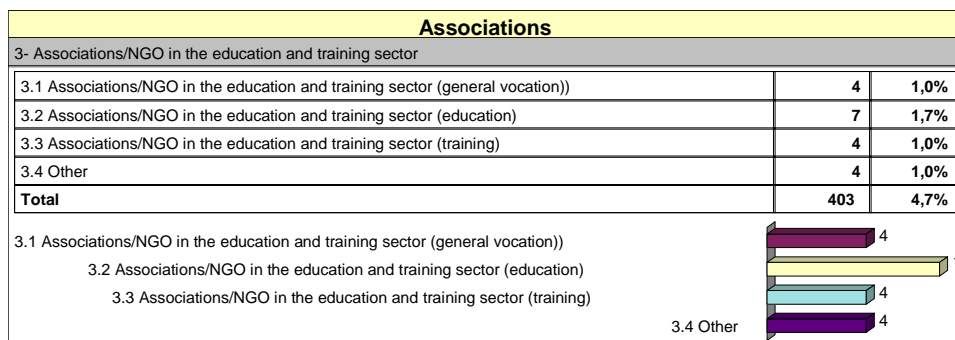 Associations
3- Associations/NGO in the education and training sector
3.1 Associations/NGO in the education and training sector (general vocation)) 4 1,0%
3.2 Associations/NGO in the education and training sector (education) 7 1,7%
3.3 Associations/NGO in the education and training sector (training) 4 1,0%
3.4 Other 4 1,0%
Total 403 4,7%
3.1 Associations/NGO in the education and training sector (general vocation)) 4
3.2 Associations/NGO in the education and training sector (education)
3.3 Associations/NGO in the education and training sector (training) 4
3.4 Other 4